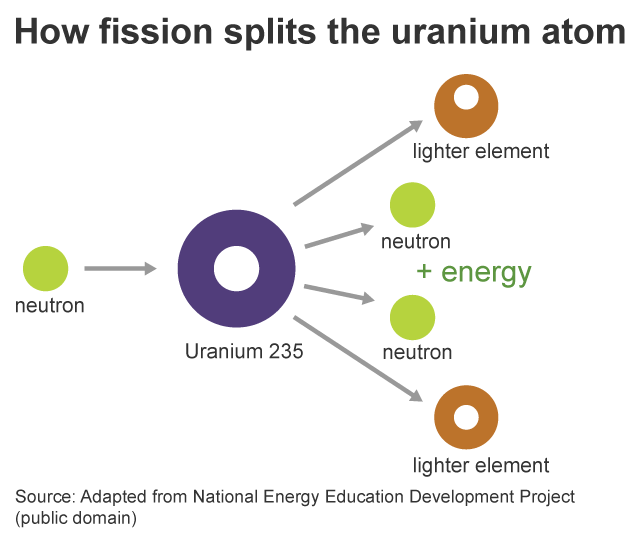 How fission splits the uranium atom
lighter element
neutron
+ energy
neutron
Uranium 235
neutron
lighter element
Source: Adapted from National Energy Education Development Project
(public domain)